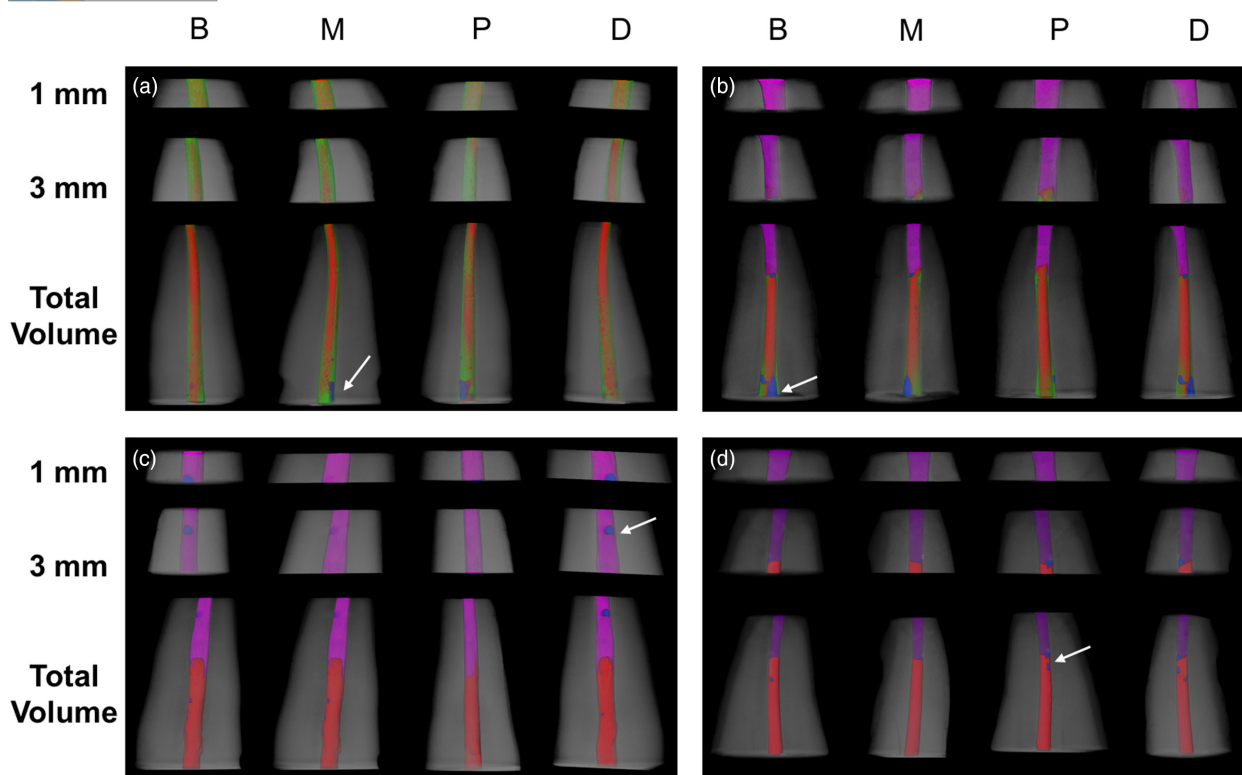 B M P D B M P D
1 mm (a) (b)
3 mm
Total
Volume
1 mm (c) (d)
3 mm
Total
Volume